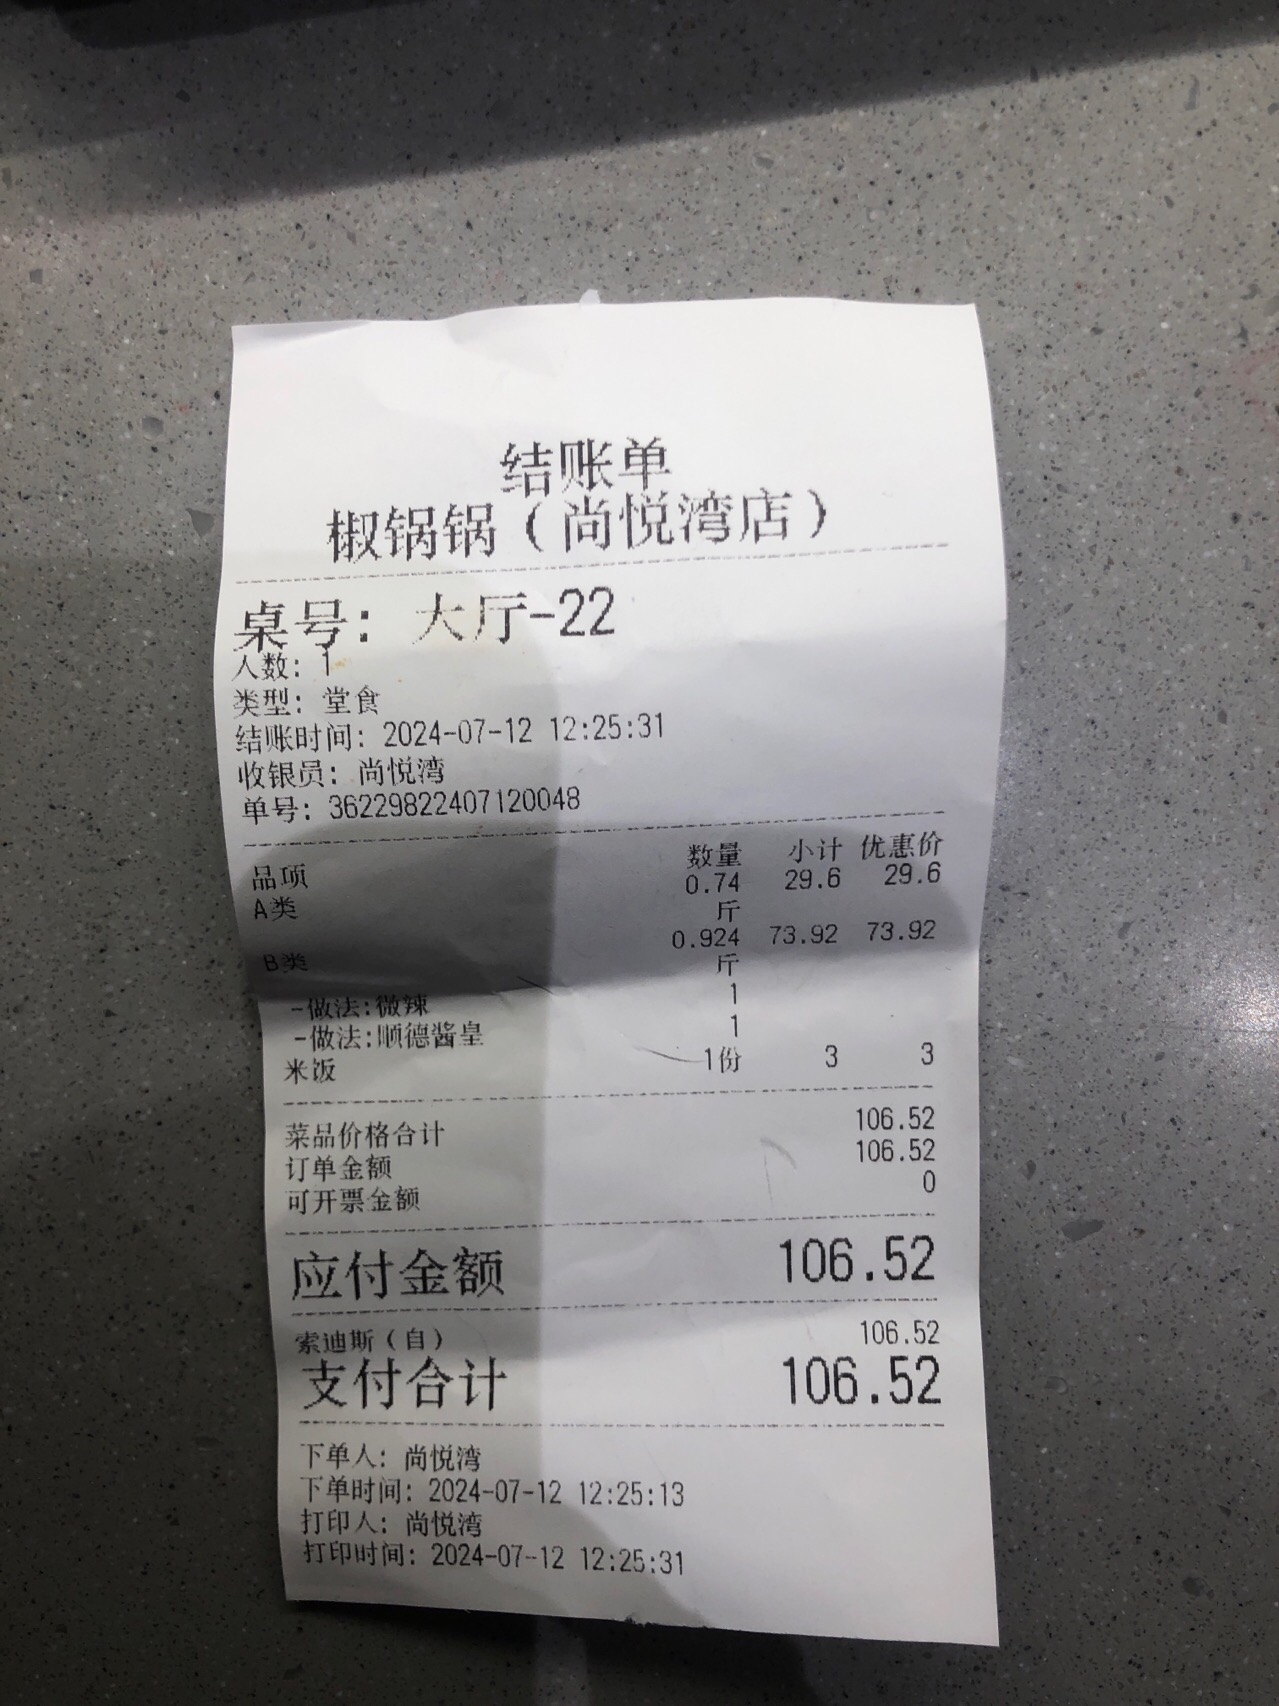 结账单
椒锅锅（尚悦湾店）
桌号：大厅-22
人数：1
类型：堂食
结账时间：2024-07-12 12:25:31
收银员：尚悦湾
单号：36229822407120048
品项 数量 小计 优惠价
A类 0.74斤 29.6 29.6
B类 0.924斤 73.92 73.92
-做法:微辣 1
-做法:顺德酱皇 1
米饭 1份 3 3
菜品价格合计 106.52
订单金额 106.52
可开票金额 0
应付金额 106.52
索迪斯（自） 106.52
支付合计 106.52
下单人：尚悦湾
下单时间：2024-07-12 12:25:13
打印人：尚悦湾
打印时间：2024-07-12 12:25:31